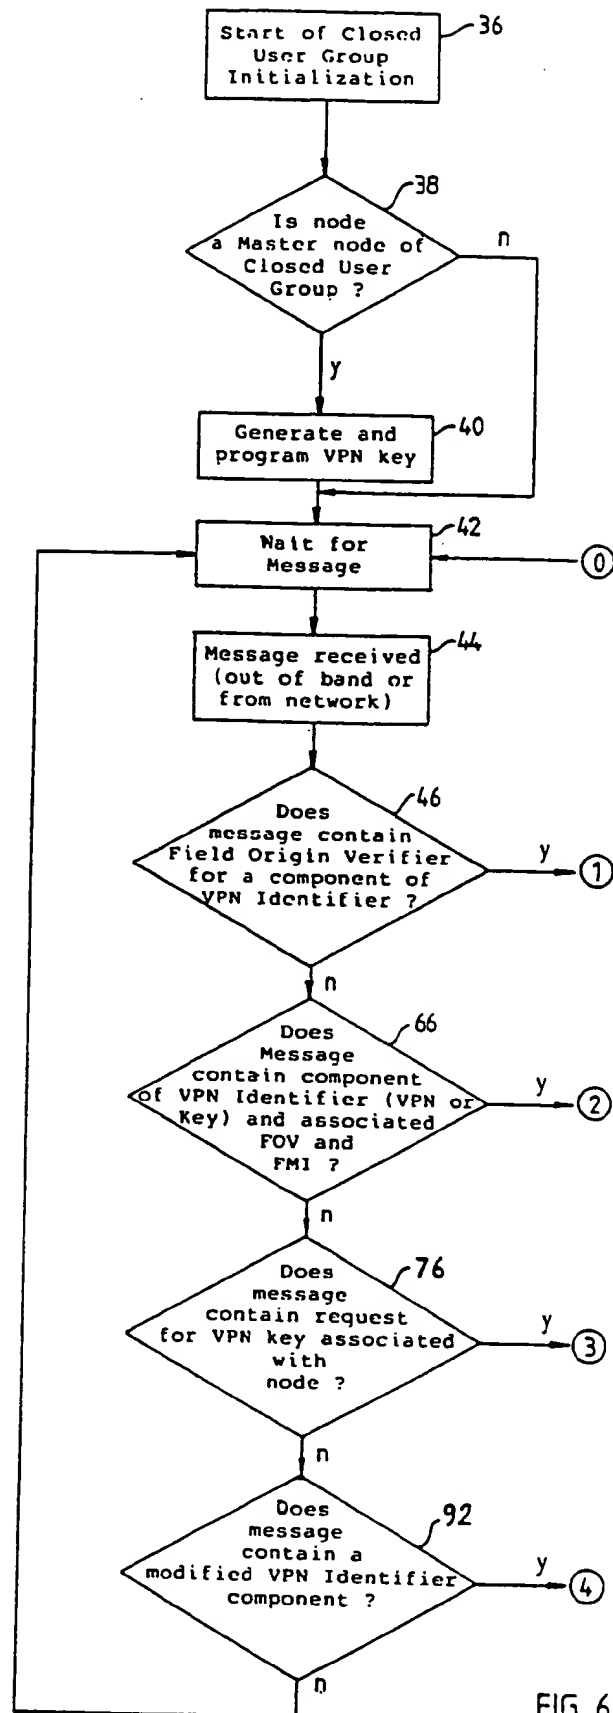 Start of Closed
User Group
Initialization
36
38
Is node
a Master node of
Closed User
Group ?
n
y
Generate and
program VPN key
40
42
Wait for
Message
0
44
Message received
(out of band or
from network)
46
Does
message contain
Field Origin Verifier
for a component of
VPN Identifier ?
y
1
n
66
Does
Message
contain component
of VPN Identifier (VPN or
Key) and associated
FOV and
FMI ?
y
2
n
76
Does
message
contain request
for VPN key associated
with
node ?
y
3
n
92
Does
message
contain a
modified VPN Identifier
component ?
y
4
n
FIG 6